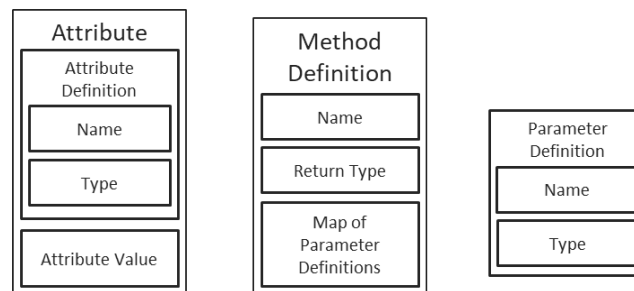 Attribute
Attribute
Definition
Name
Type
Attribute Value
Method
Definition
Name
Return Type
Map of
Parameter
Definitions
Parameter
Definition
Name
Type